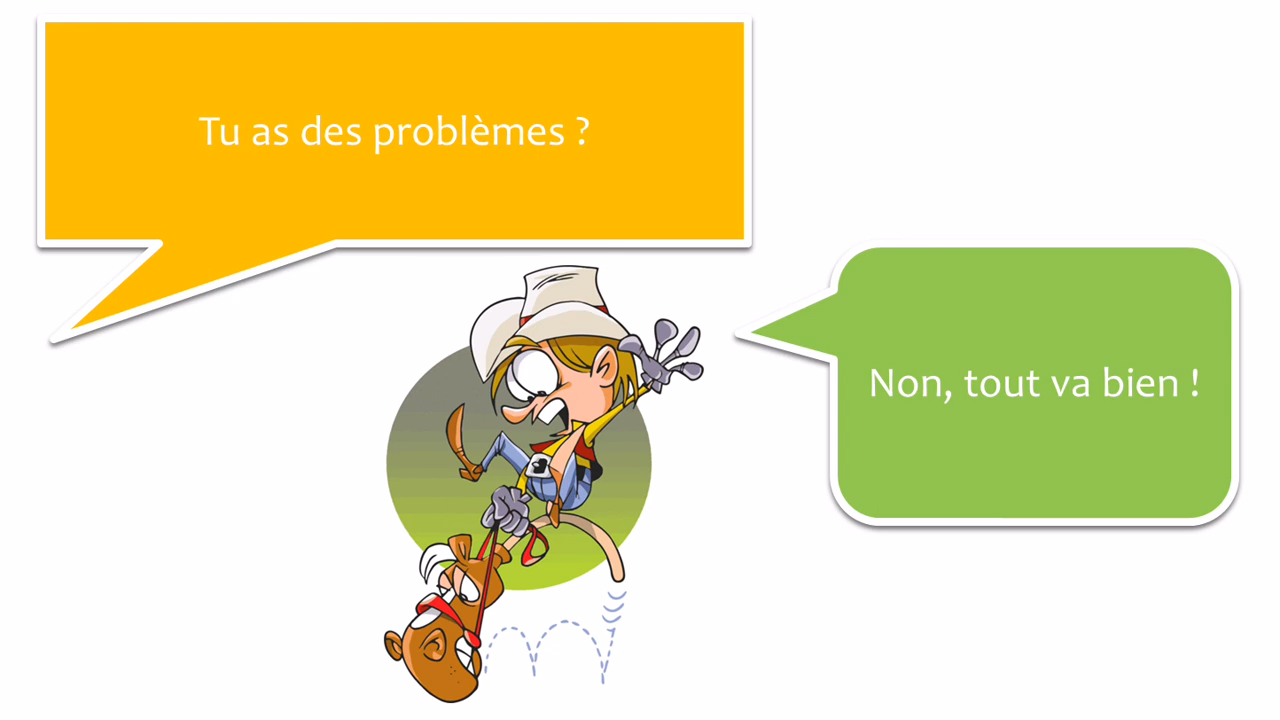 Tu as des problèmes ?
Non, tout va bien !